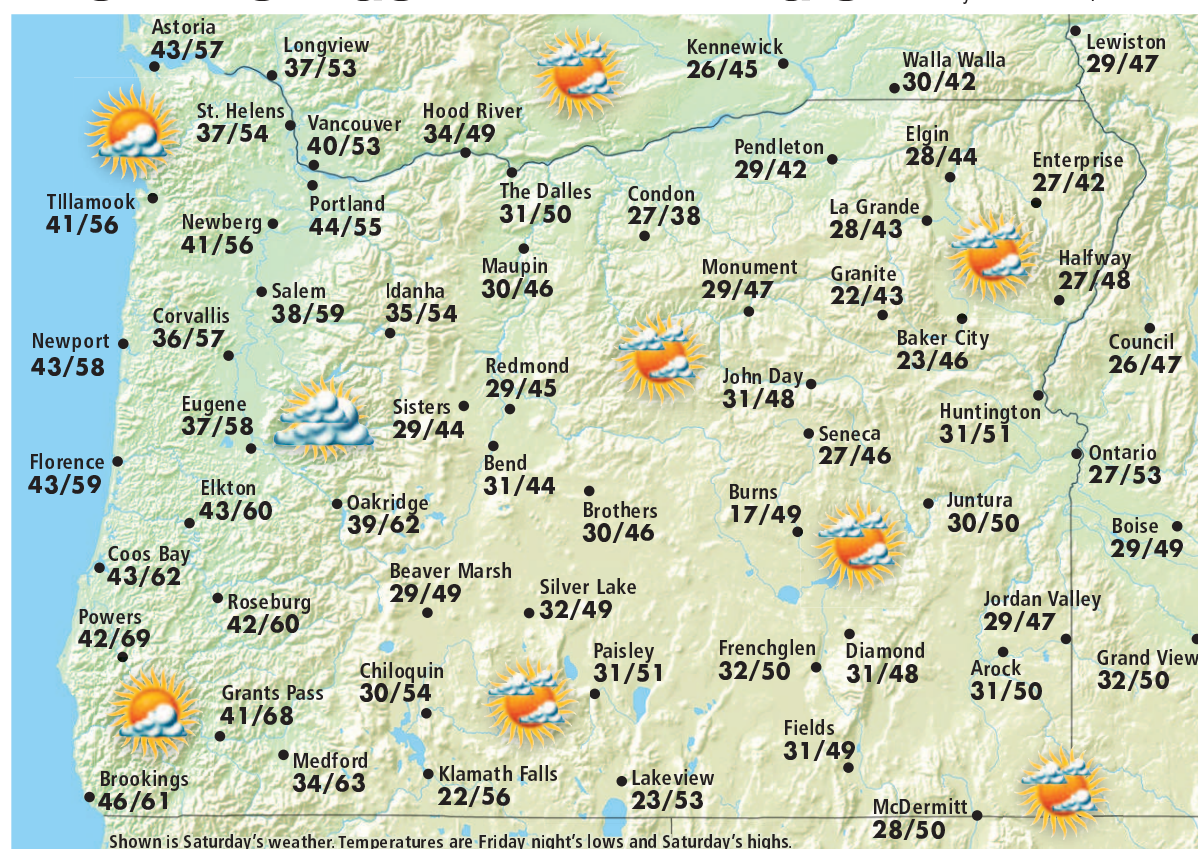 Astoria
43/57
Longview
37/53
Kennewick
26/45
Walla Walla
30/42
Lewiston
29/47
St. Helens
37/54
Vancouver
40/53
Hood River
34/49
Pendleton
29/42
Elgin
28/44
Enterprise
27/42
TIllamook
41/56
Newberg
41/56
Portland
44/55
The Dalles
31/50
Condon
27/38
La Grande
28/43
Maupin
30/46
Monument
29/47
Granite
22/43
Halfway
27/48
Salem
38/59
Idanha
35/54
Corvallis
36/57
Newport
43/58
Baker City
23/46
Council
26/47
Redmond
29/45
John Day
31/48
Eugene
37/58
Sisters
29/44
Huntington
31/51
Seneca
27/46
Florence
43/59
Bend
31/44
Ontario
27/53
Elkton
43/60
Oakridge
39/62
Brothers
30/46
Burns
17/49
Juntura
30/50
Boise
29/49
Coos Bay
43/62
Beaver Marsh
29/49
Silver Lake
32/49
Roseburg
42/60
Jordan Valley
29/47
Powers
42/69
Chiloquin
30/54
Paisley
31/51
Frenchglen
32/50
Diamond
31/48
Arock
31/50
Grand View
32/50
Grants Pass
41/68
Fields
31/49
Medford
34/63
Brookings
46/61
Klamath Falls
22/56
Lakeview
23/53
McDermitt
28/50
Shown is Saturday's weather. Temperatures are Friday night's lows and Saturday's highs.